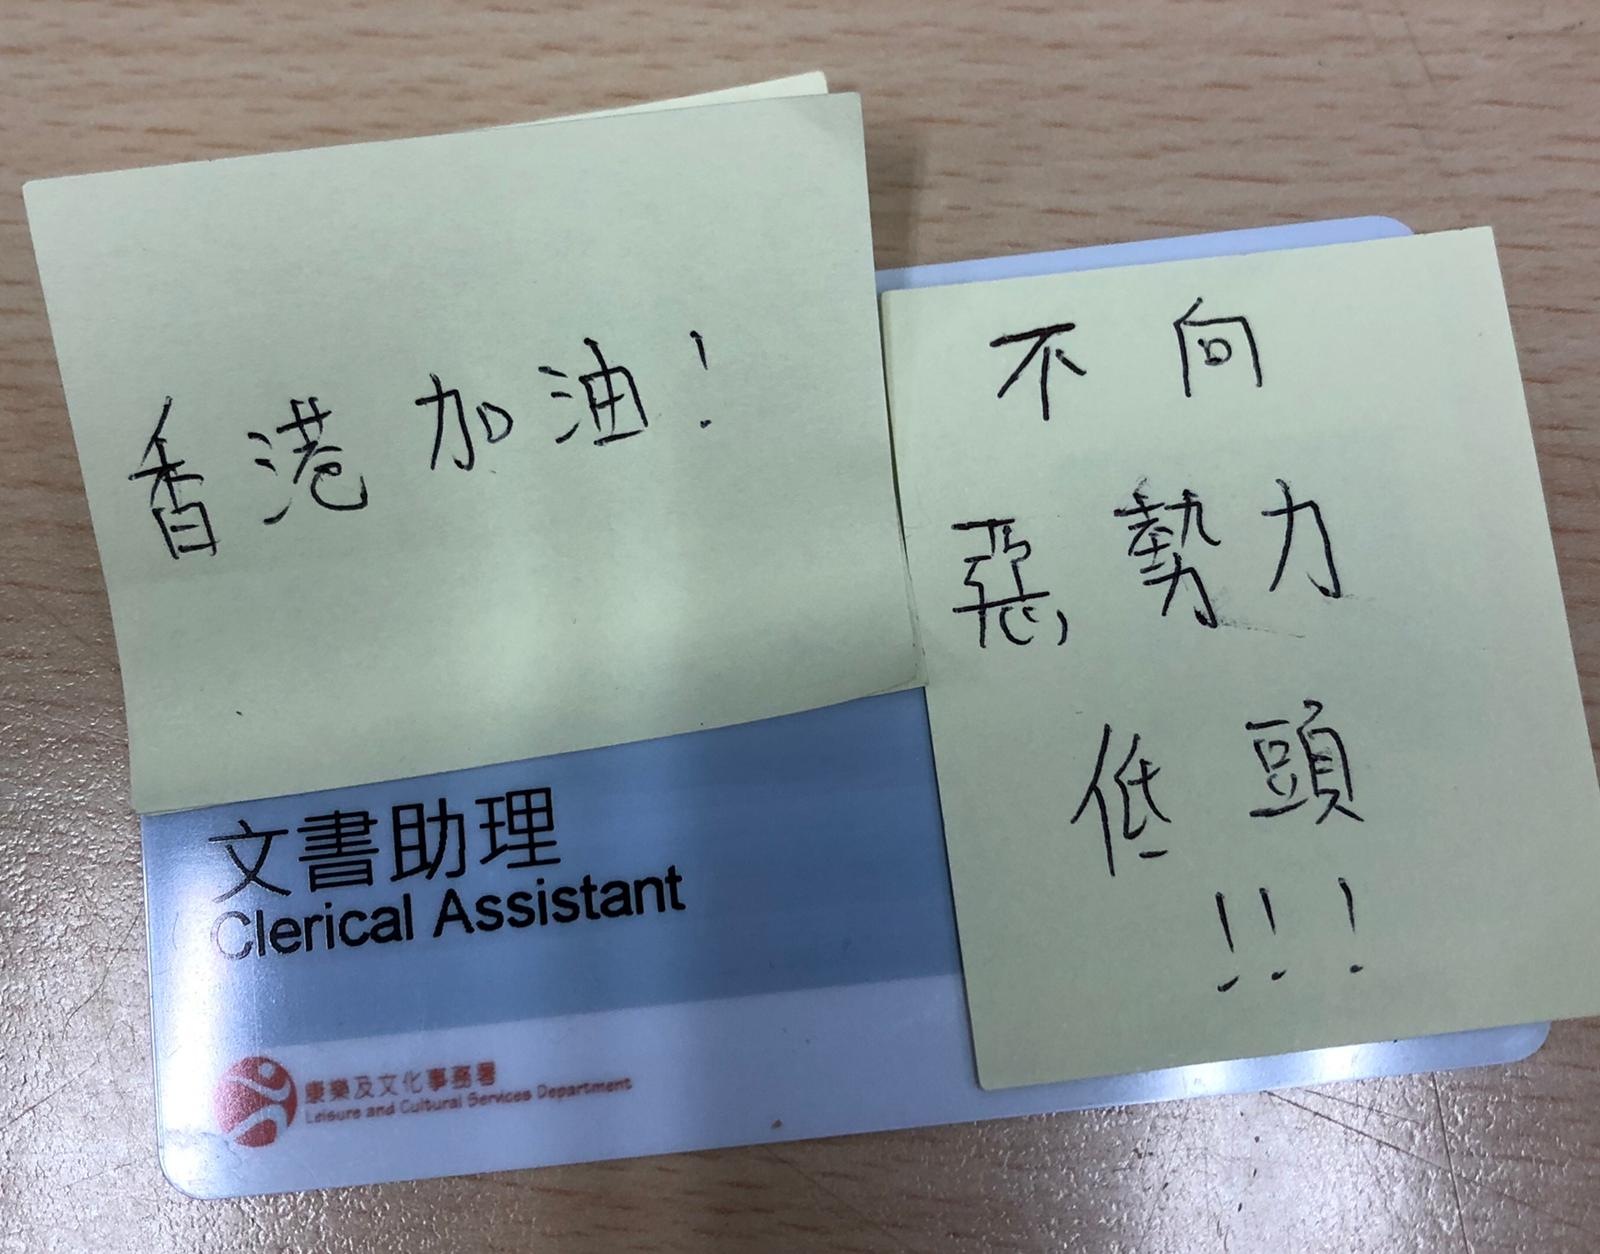 香港加油!
不向
惡勢力
低頭
!!!
文書助理
Clerical Assistant
康樂及文化事務署
Leisure and Cultural Services Department